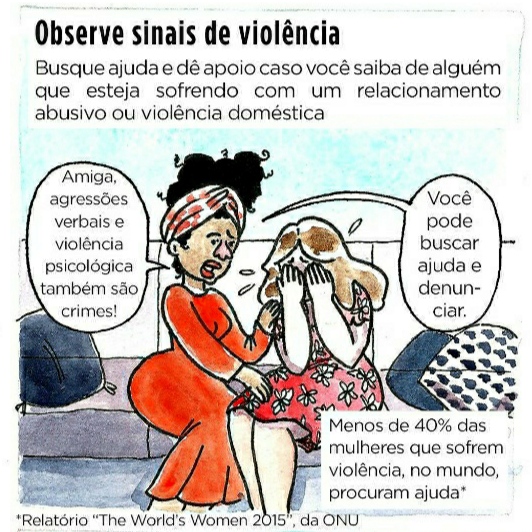 Observe sinais de violência
Busque ajuda e dê apoio caso você saiba de alguém
que esteja sofrendo com um relacionamento
abusivo ou violência doméstica
Amiga,
agressões
verbais e
violência
psicológica
também são
crimes!
Você
pode
buscar
ajuda e
denun-
ciar.
Menos de 40% das
mulheres que sofrem
violência, no mundo,
procuram ajuda*
*Relatório “The World's Women 2015”, da ONU